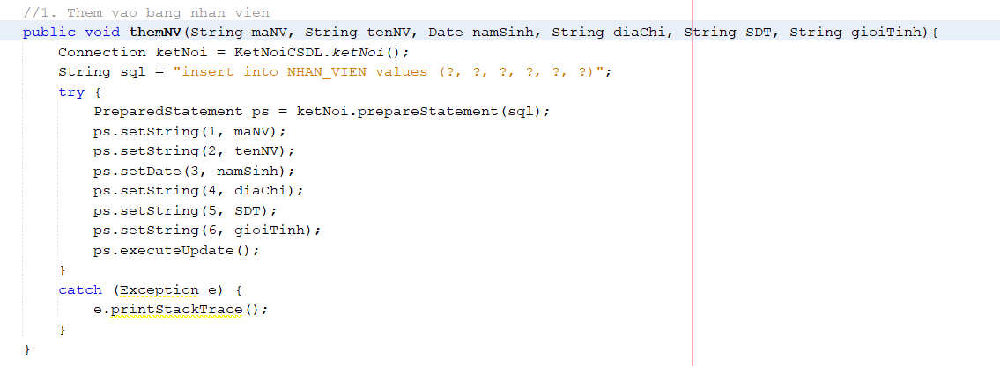 //1. Them vao bang nhan vien
public void themNV(String maNV, String tenNV, Date namSinh, String diaChi, String SDT, String gioiTinh){
Connection ketNoi = KetNoiCSDL.ketNoi();
String sql = "insert into NHAN_VIEN values (?, ?, ?, ?, ?, ?)";
try {
PreparedStatement ps = ketNoi.prepareStatement(sql);
ps.setString(1, maNV);
ps.setString(2, tenNV);
ps.setDate(3, namSinh);
ps.setString(4, diaChi);
ps.setString(5, SDT);
ps.setString(6, gioiTinh);
ps.executeUpdate();
}
catch (Exception e) {
e.printStackTrace();
}
}